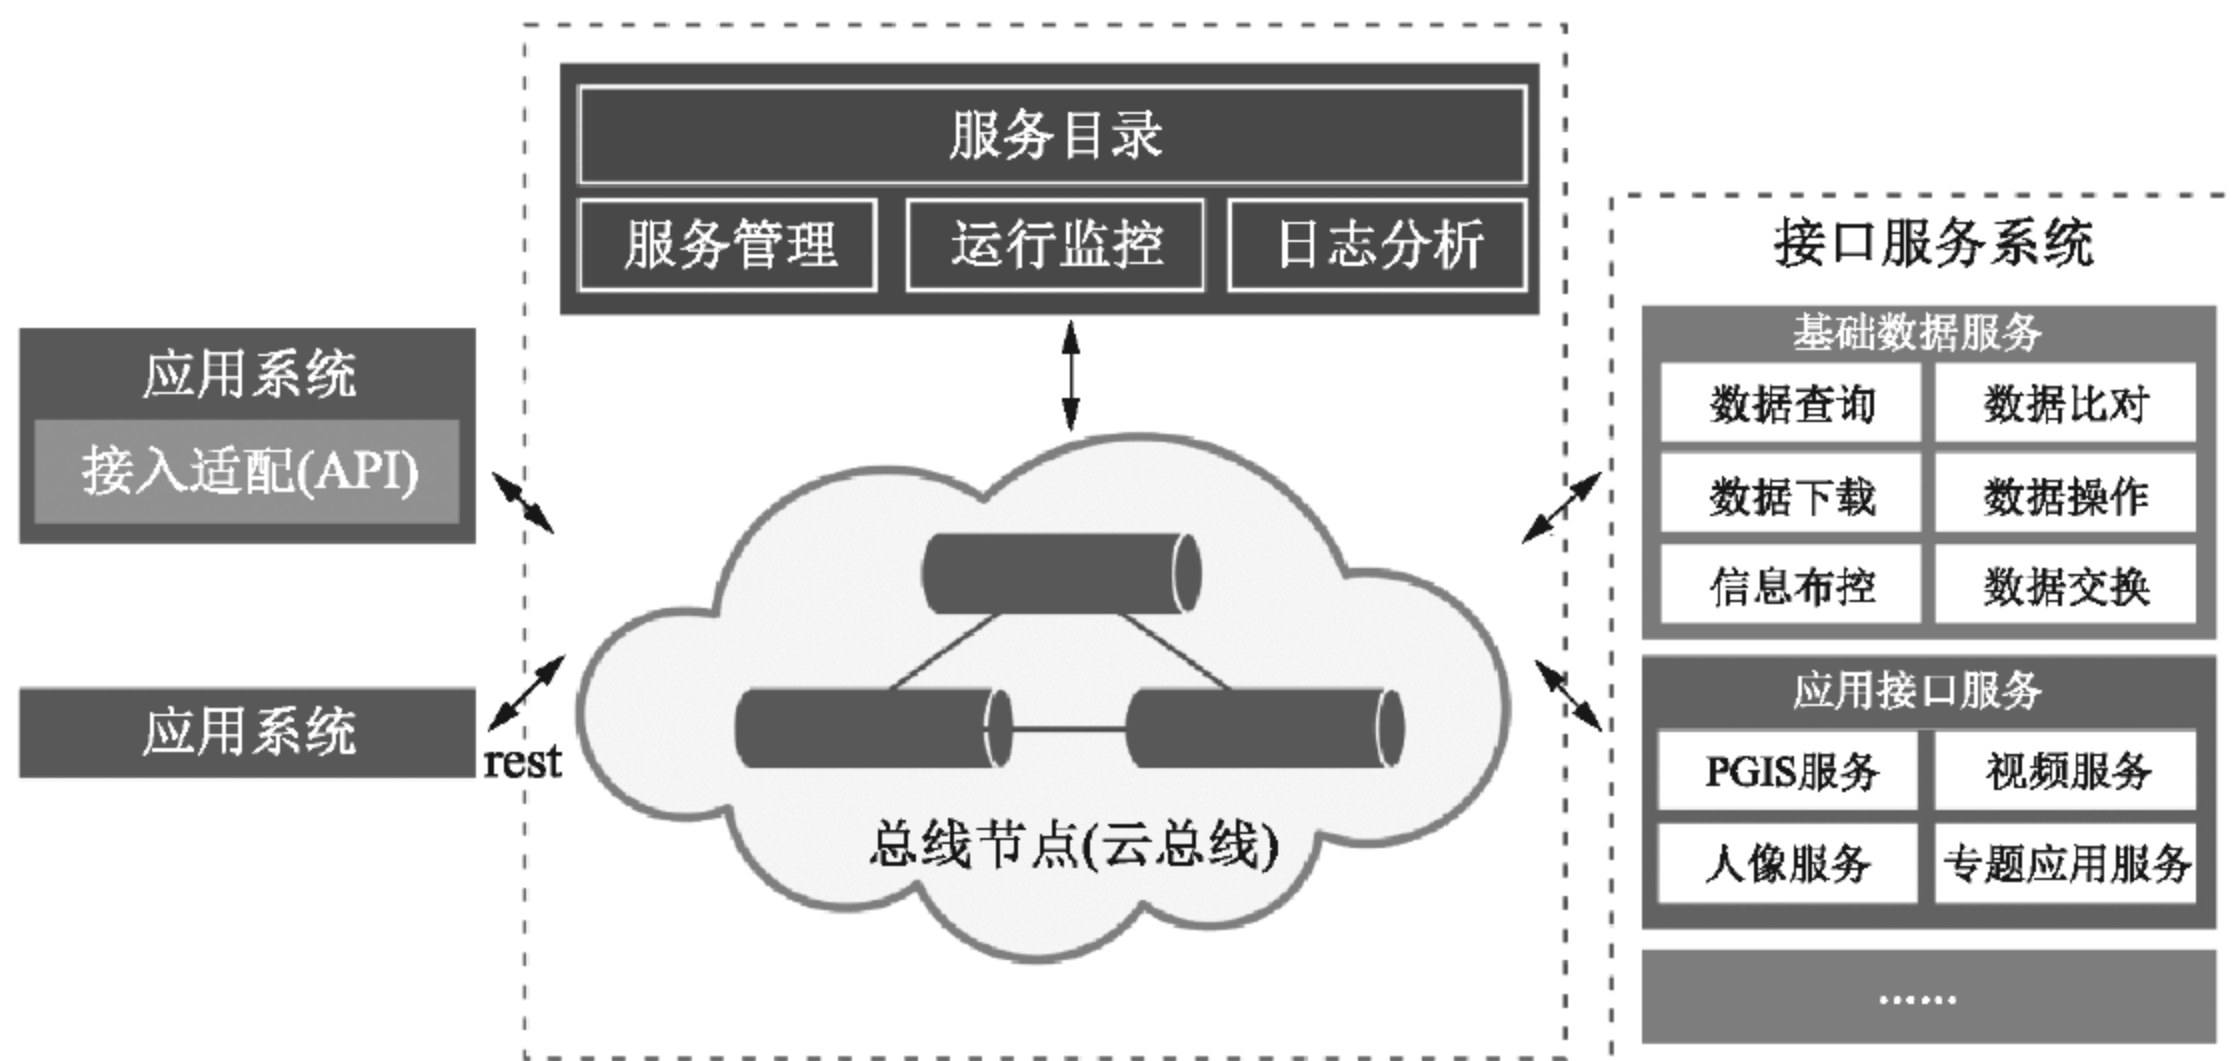 服务目录
服务管理
运行监控
日志分析
应用系统
接入适配(API)
应用系统
rest
总线节点(云总线)
接口服务系统
基础数据服务
数据查询
数据比对
数据下载
数据操作
信息布控
数据交换
应用接口服务
PGIS服务
视频服务
人像服务
专题应用服务
······